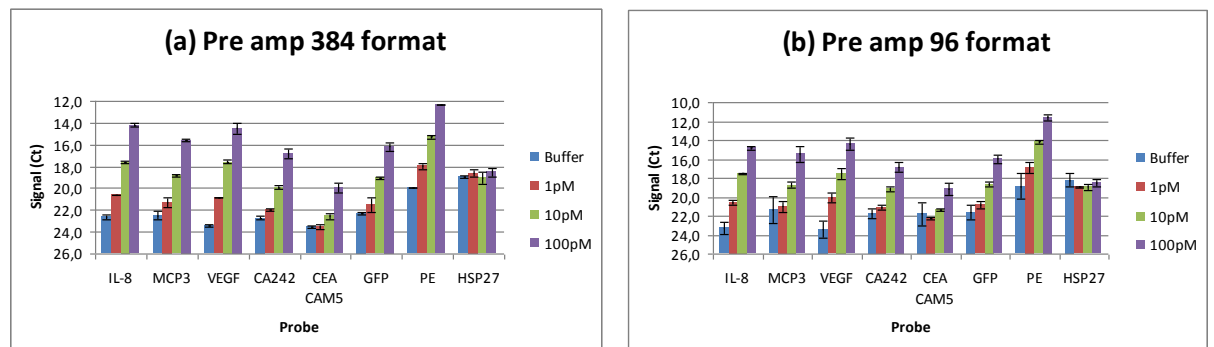 (a) Pre amp 384 format
12,0
14,0
16,0
18,0
20,0
22,0
24,0
26,0
Signal (Ct)
IL-8 MCP3 VEGF CA242 CEA CAM5 GFP PE HSP27
Probe
Buffer
1pM
10pM
100pM
(b) Pre amp 96 format
10,0
12,0
14,0
16,0
18,0
20,0
22,0
24,0
26,0
Signal (Ct)
IL-8 MCP3 VEGF CA242 CEA CAM5 GFP PE HSP27
Probe
Buffer
1pM
10pM
100pM